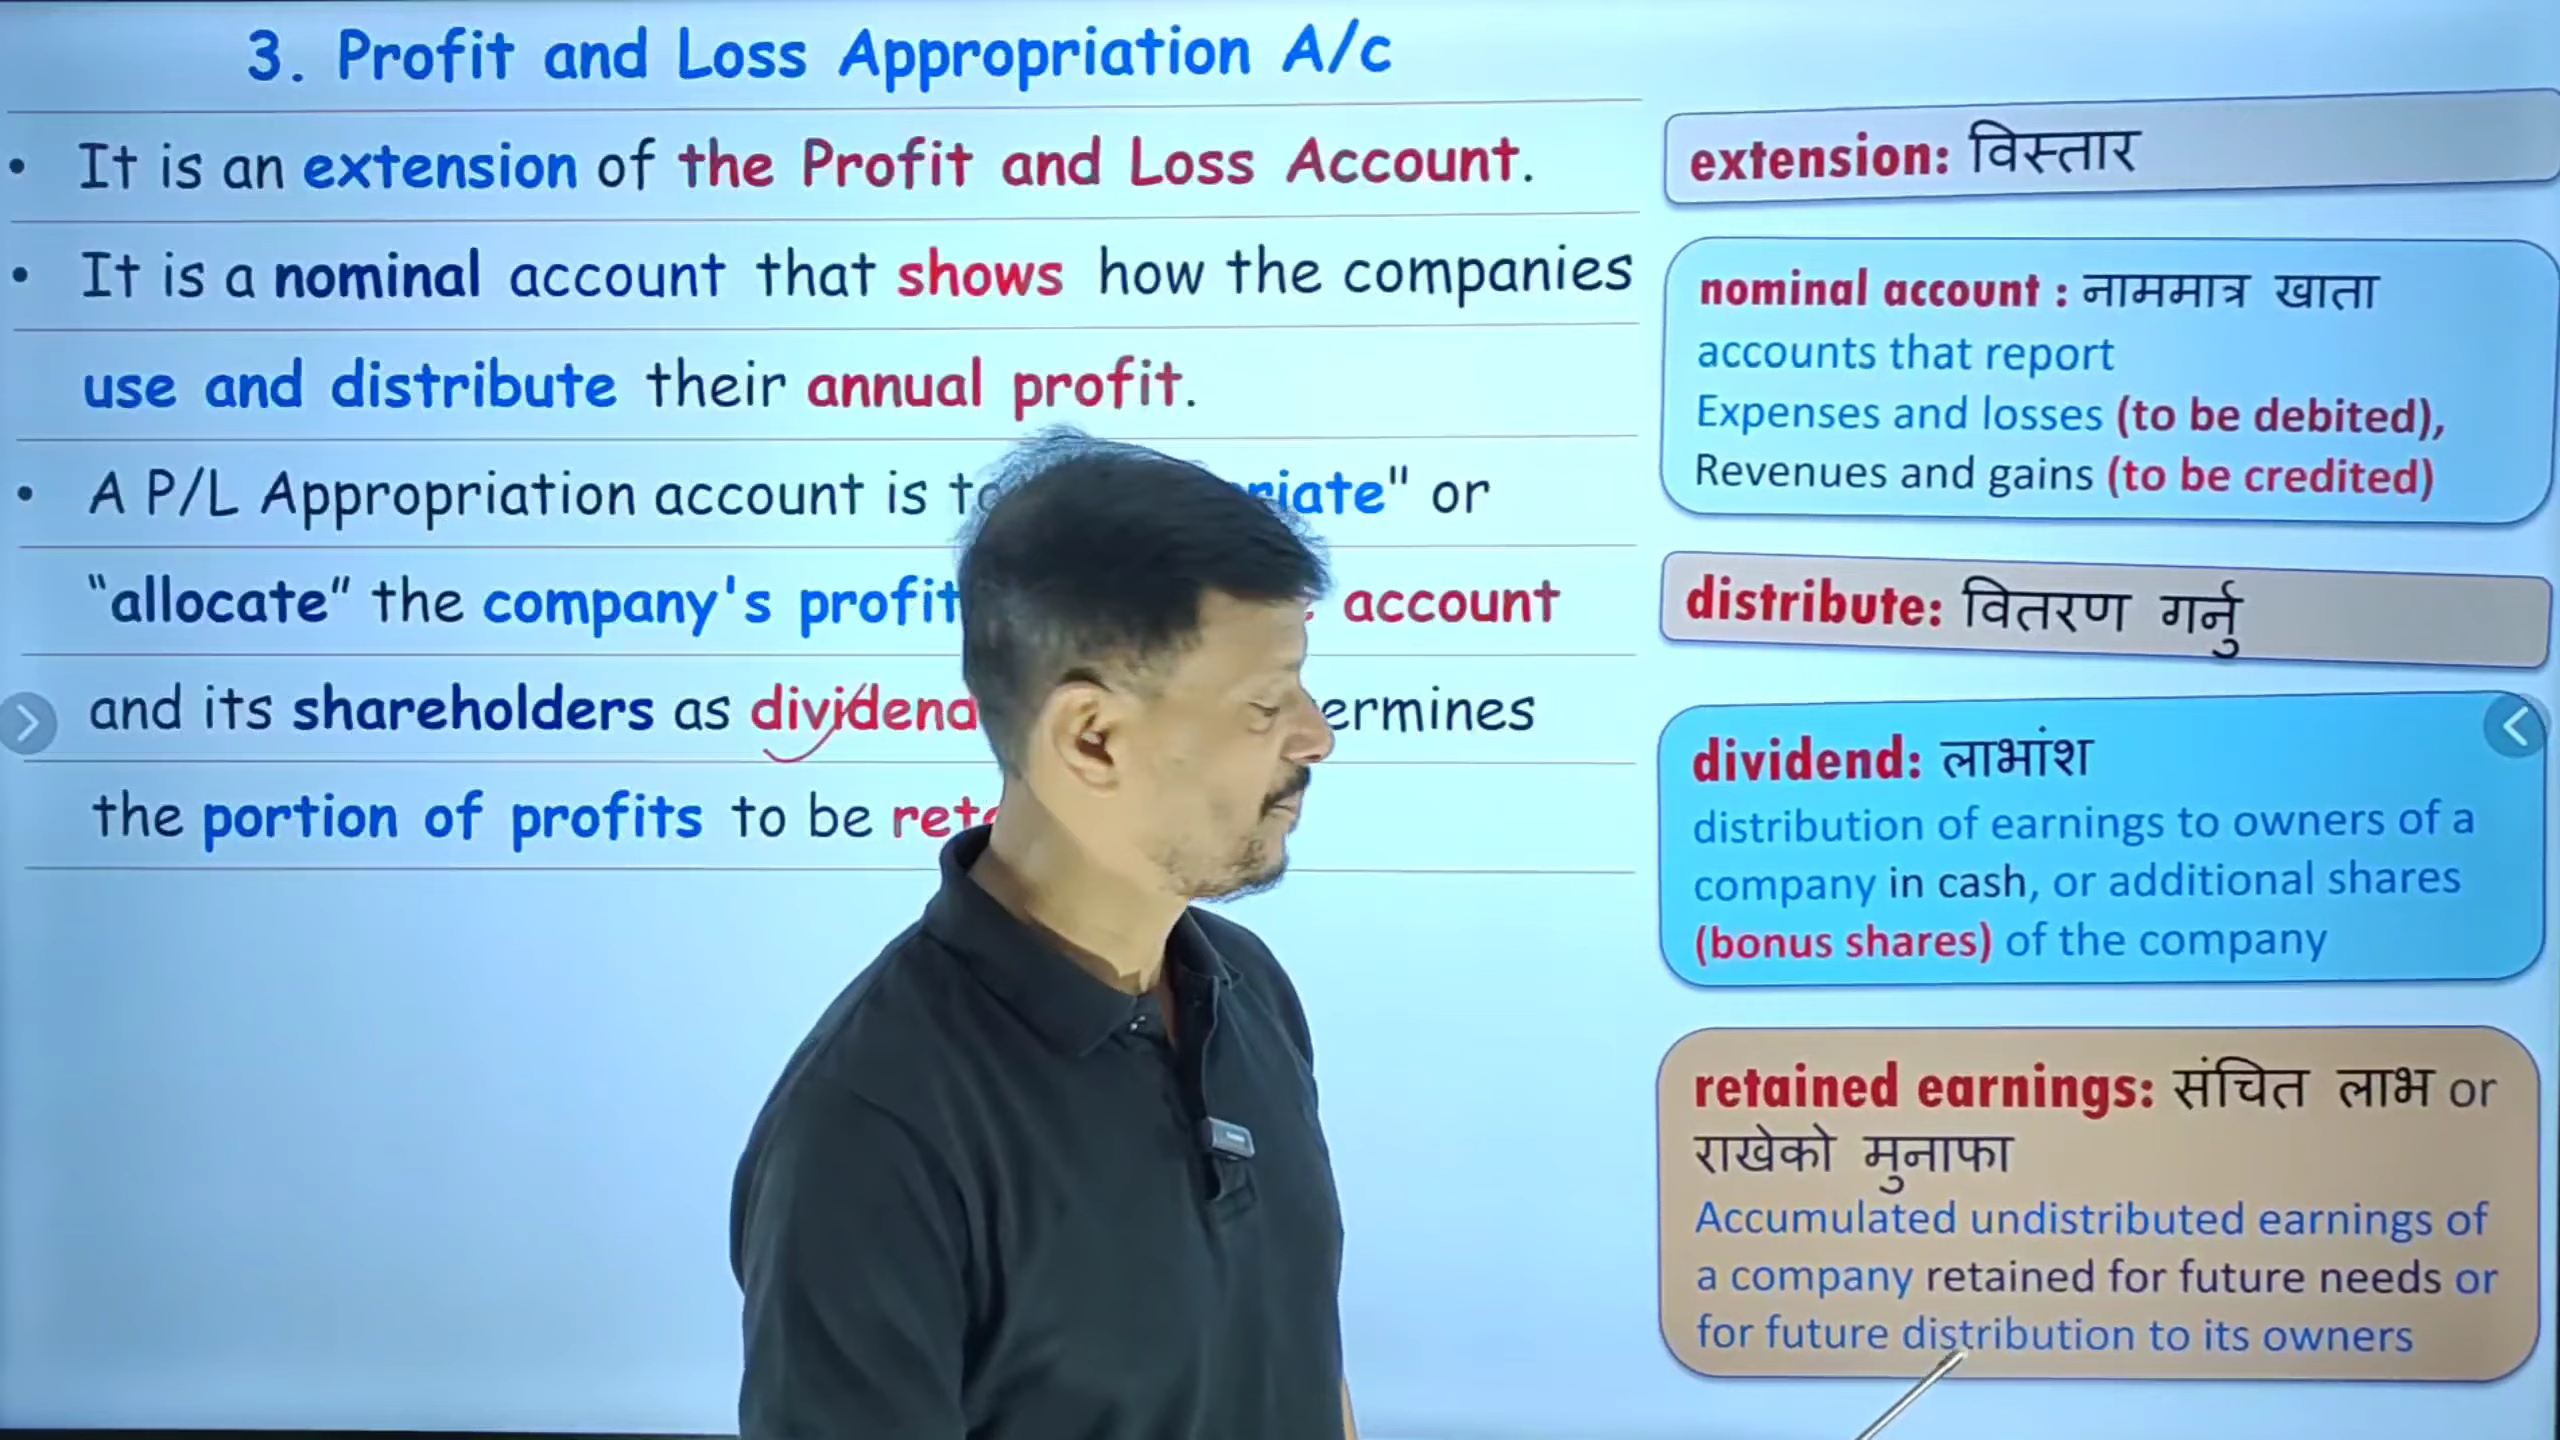 3. Profit and Loss Appropriation A/c
• It is an extension of the Profit and Loss Account.
• It is a nominal account that shows how the companies
use and distribute their annual profit.
• A P/L Appropriation account is or
“allocate” the company's profit account
and its shareholders as
the portion of profits to be
extension: विस्तार
nominal account : नाममात्र खाता
accounts that report
Expenses and losses (to be debited),
Revenues and gains (to be credited)
distribute: वितरण गर्नु
dividend: लाभांश
distribution of earnings to owners of a
company in cash, or additional shares
(bonus shares) of the company
retained earnings: संचित लाभ or
राखेको मुनाफा
Accumulated undistributed earnings of
a company retained for future needs or
for future distribution to its owners